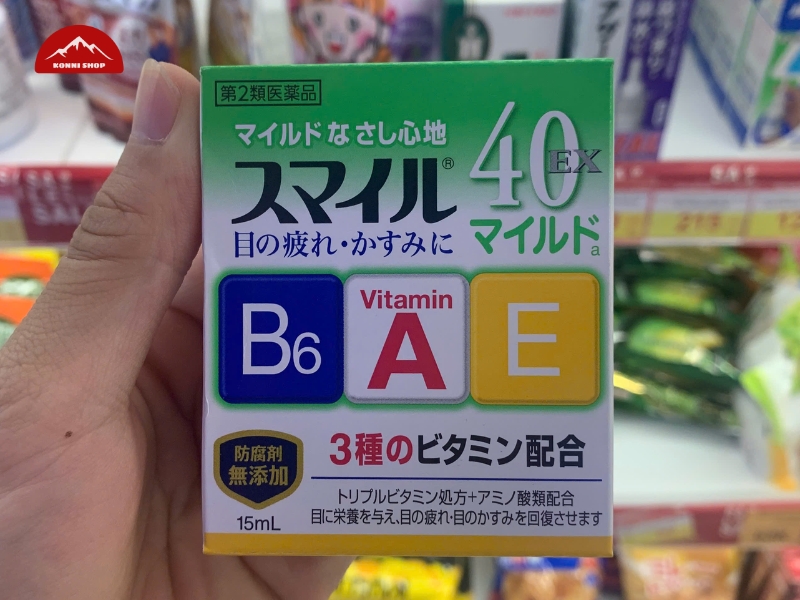 KONNI SHOP
第2類医薬品
マイルドなさし心地
スマイル®
40EX
マイルドa
目の疲れ・かすみに
B6
Vitamin A
E
3種のビタミン配合
防腐剤
無添加
15mL
トリプルビタミン処方+アミノ酸類配合
目に栄養を与え、目の疲れ・目のかすみを回復させます